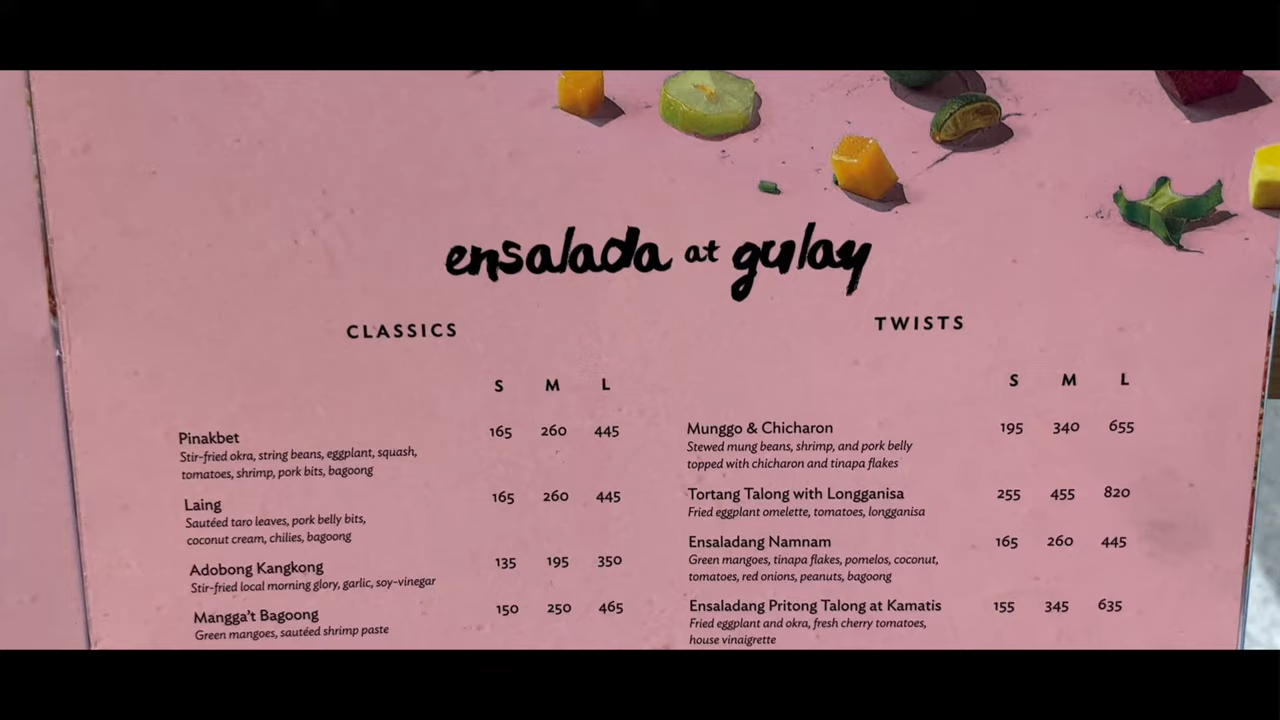 ensalada at gulay
CLASSICS
S M L
Pinakbet 165 260 445
Stir-fried okra, string beans, eggplant, squash,
tomatoes, shrimp, pork bits, bagoong
Laing 165 260 445
Sautéed taro leaves, pork belly bits,
coconut cream, chilies, bagoong
Adobong Kangkong 135 195 350
Stir-fried local morning glory, garlic, soy-vinegar
Mangga't Bagoong 150 250 465
Green mangoes, sautéed shrimp paste
TWISTS
S M L
Munggo & Chicharon 195 340 655
Stewed mung beans, shrimp, and pork belly
topped with chicharon and tinapa flakes
Tortang Talong with Longganisa 255 455 820
Fried eggplant omelette, tomatoes, longganisa
Ensaladang Namnam 165 260 445
Green mangoes, tinapa flakes, pomelos, coconut,
tomatoes, red onions, peanuts, bagoong
Ensaladang Pritong Talong at Kamatis 155 345 635
Fried eggplant and okra, fresh cherry tomatoes,
house vinaigrette